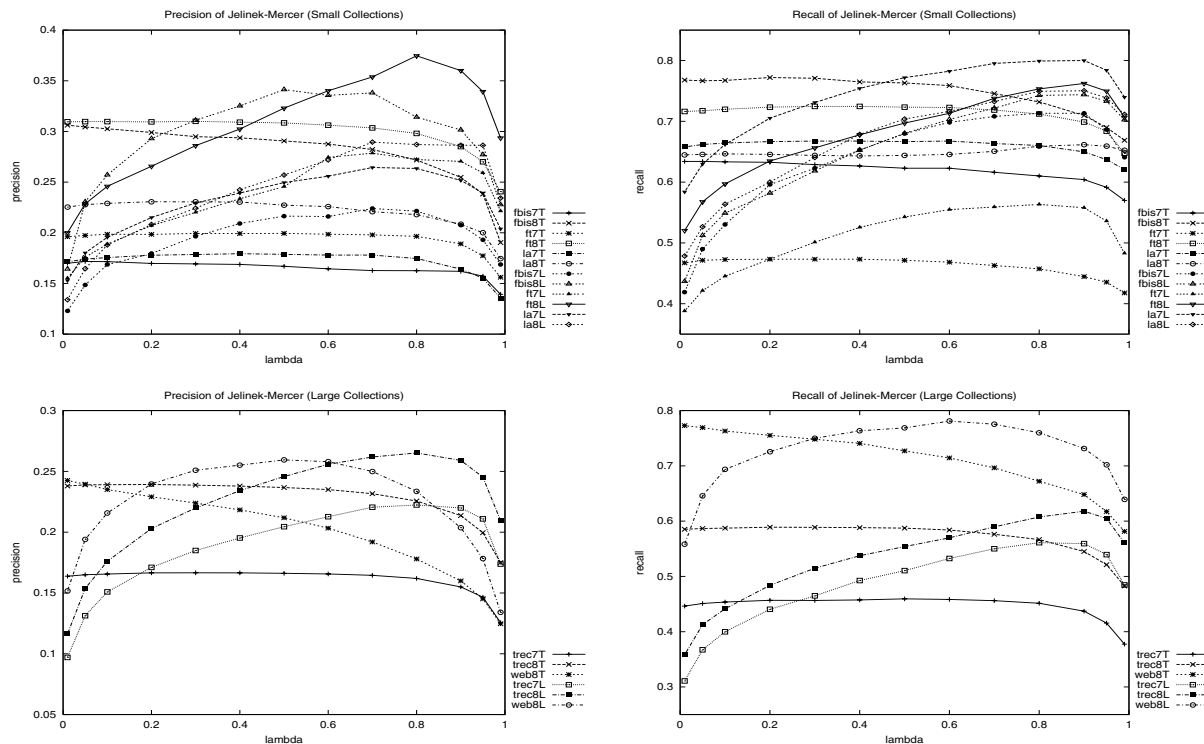 Precision of Jelinek-Mercer (Small Collections)
0.4
0.35
0.3
0.25
0.2
0.15
0.1
0
0.2
0.4
0.6
0.8
1
precision
lambda
fbis7T
fbis8T
ft7T
ft8T
la7T
la8T
fbis7L
fbis8L
ft7L
ft8L
la7L
la8L
Recall of Jelinek-Mercer (Small Collections)
0.8
0.7
0.6
0.5
0.4
0
0.2
0.4
0.6
0.8
1
recall
lambda
fbis7T
fbis8T
ft7T
ft8T
la7T
la8T
fbis7L
fbis8L
ft7L
ft8L
la7L
la8L
Precision of Jelinek-Mercer (Large Collections)
0.3
0.25
0.2
0.15
0.1
0.05
0
0.2
0.4
0.6
0.8
1
precision
lambda
trec7T
trec8T
web8T
trec7L
trec8L
web8L
Recall of Jelinek-Mercer (Large Collections)
0.8
0.7
0.6
0.5
0.4
0.3
0
0.2
0.4
0.6
0.8
1
recall
lambda
trec7T
trec8T
web8T
trec7L
trec8L
web8L